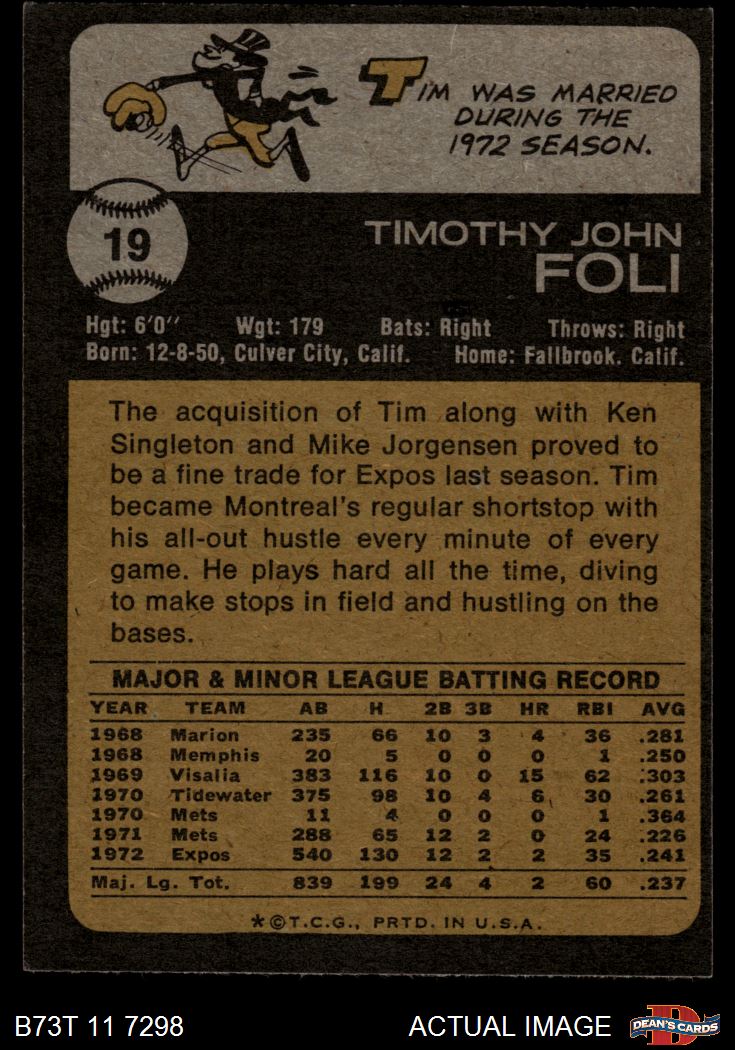 TIM WAS MARRIED
DURING THE
1972 SEASON.
19
TIMOTHY JOHN
FOLI
Hgt: 6'0'' Wgt: 179 Bats: Right Throws: Right
Born: 12-8-50, Culver City, Calif. Home: Fallbrook. Calif.
The acquisition of Tim along with Ken
Singleton and Mike Jorgensen proved to
be a fine trade for Expos last season. Tim
became Montreal's regular shortstop with
his all-out hustle every minute of every
game. He plays hard all the time, diving
to make stops in field and hustling on the
bases.
MAJOR & MINOR LEAGUE BATTING RECORD
YEAR TEAM AB H 2B 3B HR RBI AVG
1968 Marion 235 66 10 3 4 36 .281
1968 Memphis 20 5 0 0 0 1 .250
1969 Visalia 383 116 10 0 15 62 .303
1970 Tidewater 375 98 10 4 6 30 .261
1970 Mets 11 4 0 0 0 1 .364
1971 Mets 288 65 12 2 0 24 .226
1972 Expos 540 130 12 2 2 35 .241
Maj. Lg. Tot. 839 199 24 4 2 60 .237
*©T.C.G., PRTD. IN U.S.A.
B73T 11 7298 ACTUAL IMAGE D DEAN'S CARDS